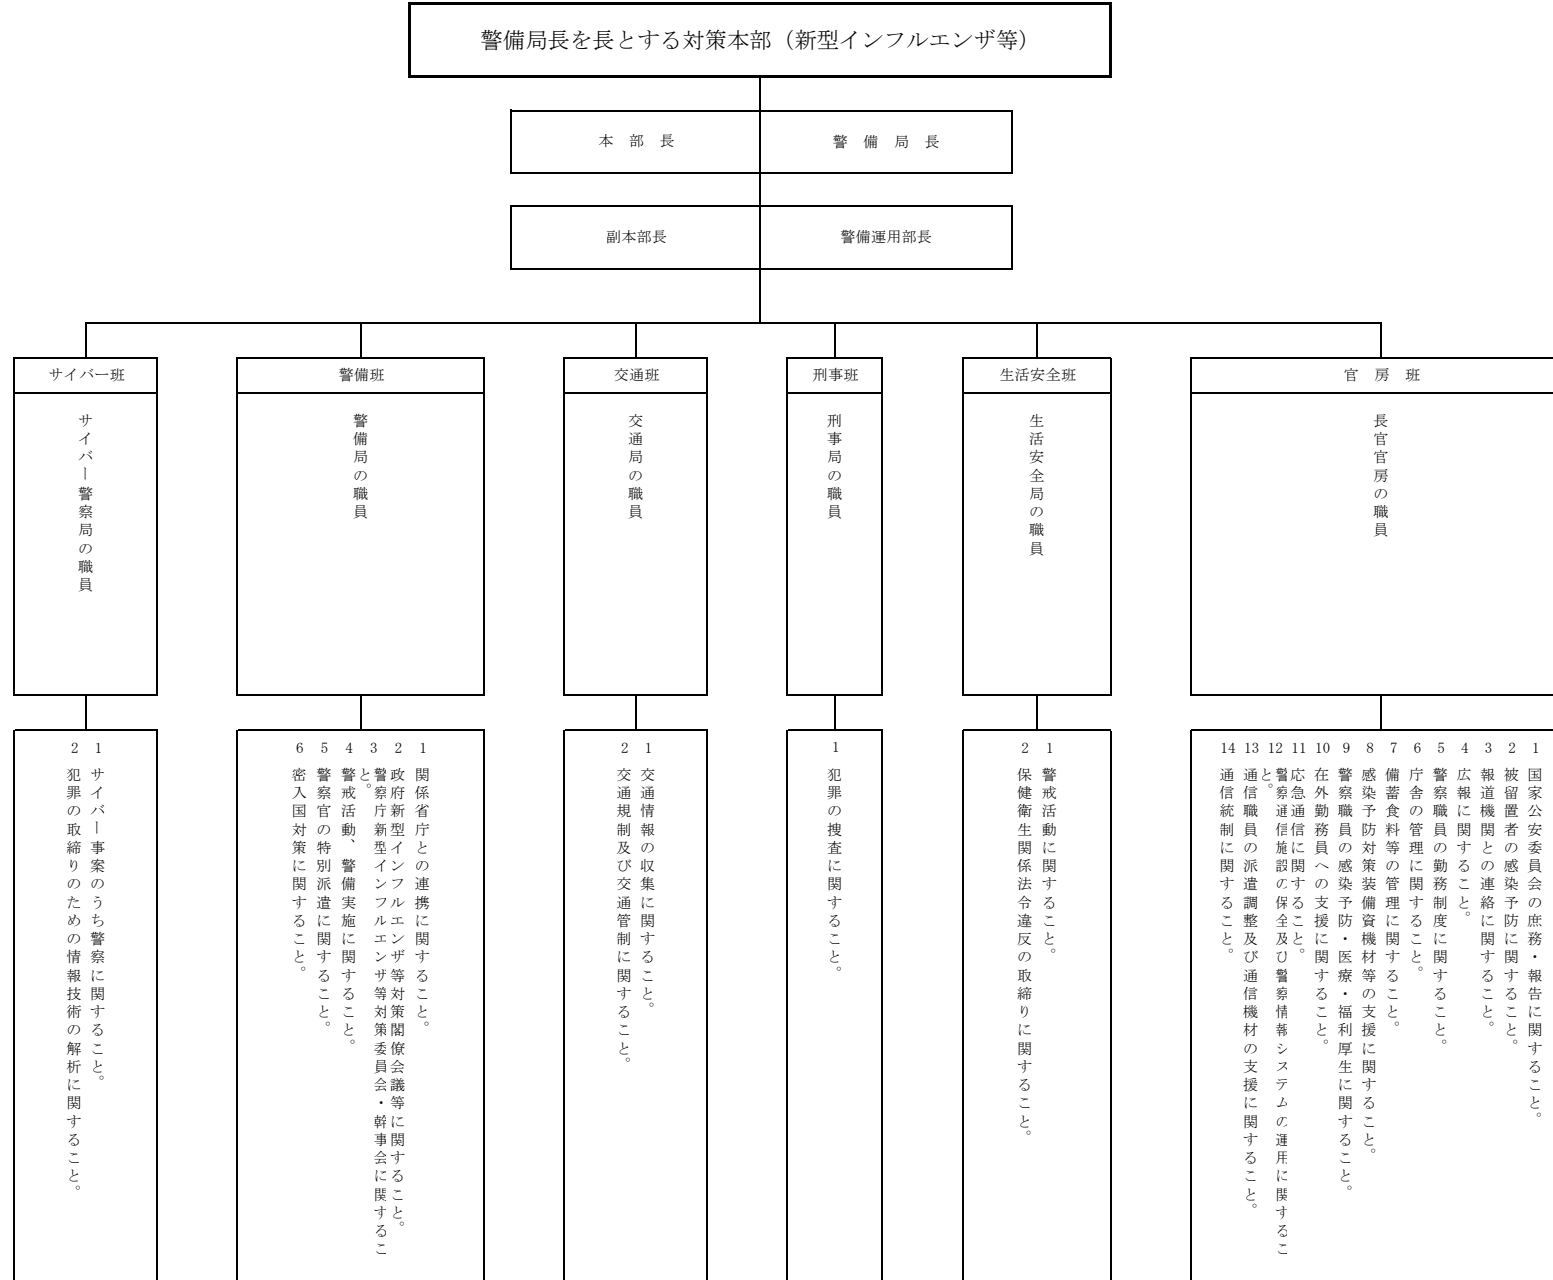 警備局長を長とする対策本部（新型インフルエンザ等）
本部長
警備局長
副本部長
警備運用部長
官房班
長官官房の職員
1 国家公安委員会の庶務・報告に関すること。
2 被留置者の感染予防に関すること。
3 報道機関との連絡に関すること。
4 広報に関すること。
5 警察職員の勤務制度に関すること。
6 庁舎の管理に関すること。
7 備蓄食料等の管理に関すること。
8 感染予防対策装備資機材等の支援に関すること。
9 警察職員の感染予防・医療・福利厚生に関すること。
10 在外勤務員への支援に関すること。
11 応急通信に関すること。
12 警察通信施設の保全及び警察情報システムの運用に関するこ
と。
13 通信職員の派遣調整及び通信機材の支援に関すること。
14 通信統制に関すること。
生活安全班
生活安全局の職員
1 警戒活動に関すること。
2 保健衛生関係法令違反の取締りに関すること。
刑事班
刑事局の職員
1 犯罪の捜査に関すること。
交通班
交通局の職員
1 交通情報の収集に関すること。
2 交通規制及び交通管制に関すること。
警備班
警備局の職員
1 関係省庁との連携に関すること。
2 政府新型インフルエンザ等対策閣僚会議等に関すること。
3 警察庁新型インフルエンザ等対策委員会・幹事会に関するこ
と。
4 警戒活動、警備実施に関すること。
5 警察官の特別派遣に関すること。
6 密入国対策に関すること。
サイバー班
サイバー警察局の職員
1 サイバー事案のうち警察に関すること。
2 犯罪の取締りのための情報技術の解析に関すること。